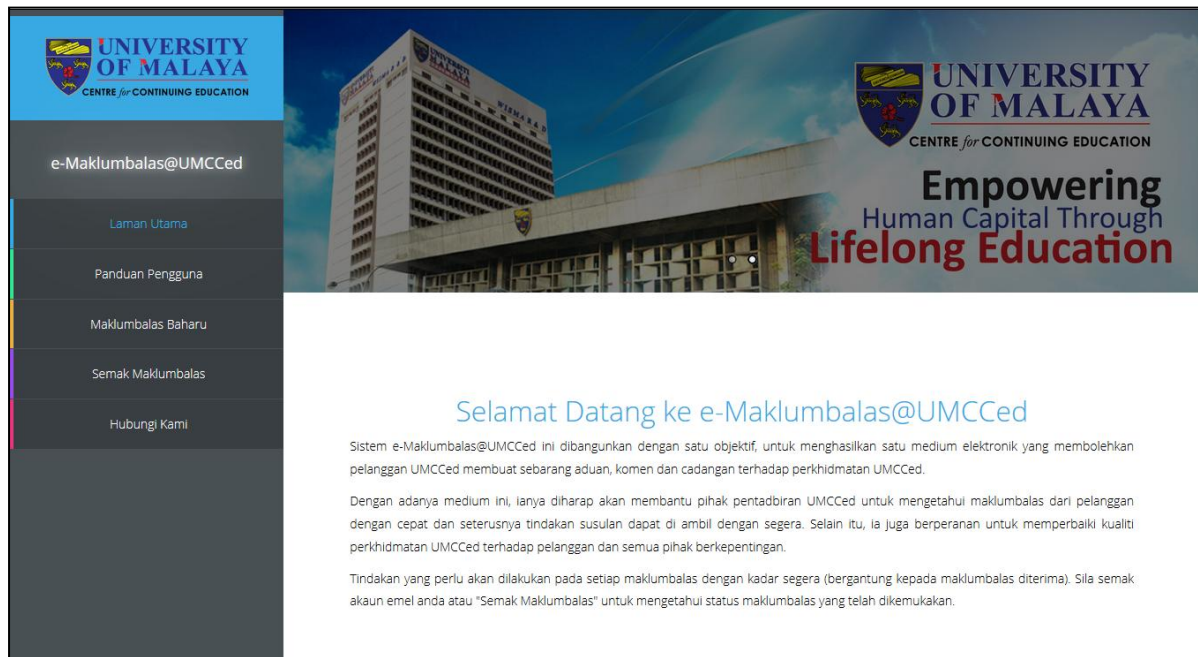 UNIVERSITY
OF MALAYA
CENTRE for CONTINUING EDUCATION
e-Maklumbalas@UMCCed
Laman Utama
Panduan Pengguna
Maklumbalas Baharu
Semak Maklumbalas
Hubungi Kami
UNIVERSITY
MALAYA
WISMA R & D
UNIVERSITY
OF MALAYA
CENTRE for CONTINUING EDUCATION
Empowering
Human Capital Through
Lifelong Education
Selamat Datang ke e-Maklumbalas@UMCCed
Sistem e-Maklumbalas@UMCCed ini dibangunkan dengan satu objektif, untuk menghasilkan satu medium elektronik yang membolehkan
pelanggan UMCCed membuat sebarang aduan, komen dan cadangan terhadap perkhidmatan UMCCed.
Dengan adanya medium ini, ianya diharap akan membantu pihak pentadbiran UMCCed untuk mengetahui maklumbalas dari pelanggan
dengan cepat dan seterusnya tindakan susulan dapat di ambil dengan segera. Selain itu, ia juga berperanan untuk memperbaiki kualiti
perkhidmatan UMCCed terhadap pelanggan dan semua pihak berkepentingan.
Tindakan yang perlu akan dilakukan pada setiap maklumbalas dengan kadar segera (bergantung kepada maklumbalas diterima). Sila semak
akaun emel anda atau "Semak Maklumbalas" untuk mengetahui status maklumbalas yang telah dikemukakan.